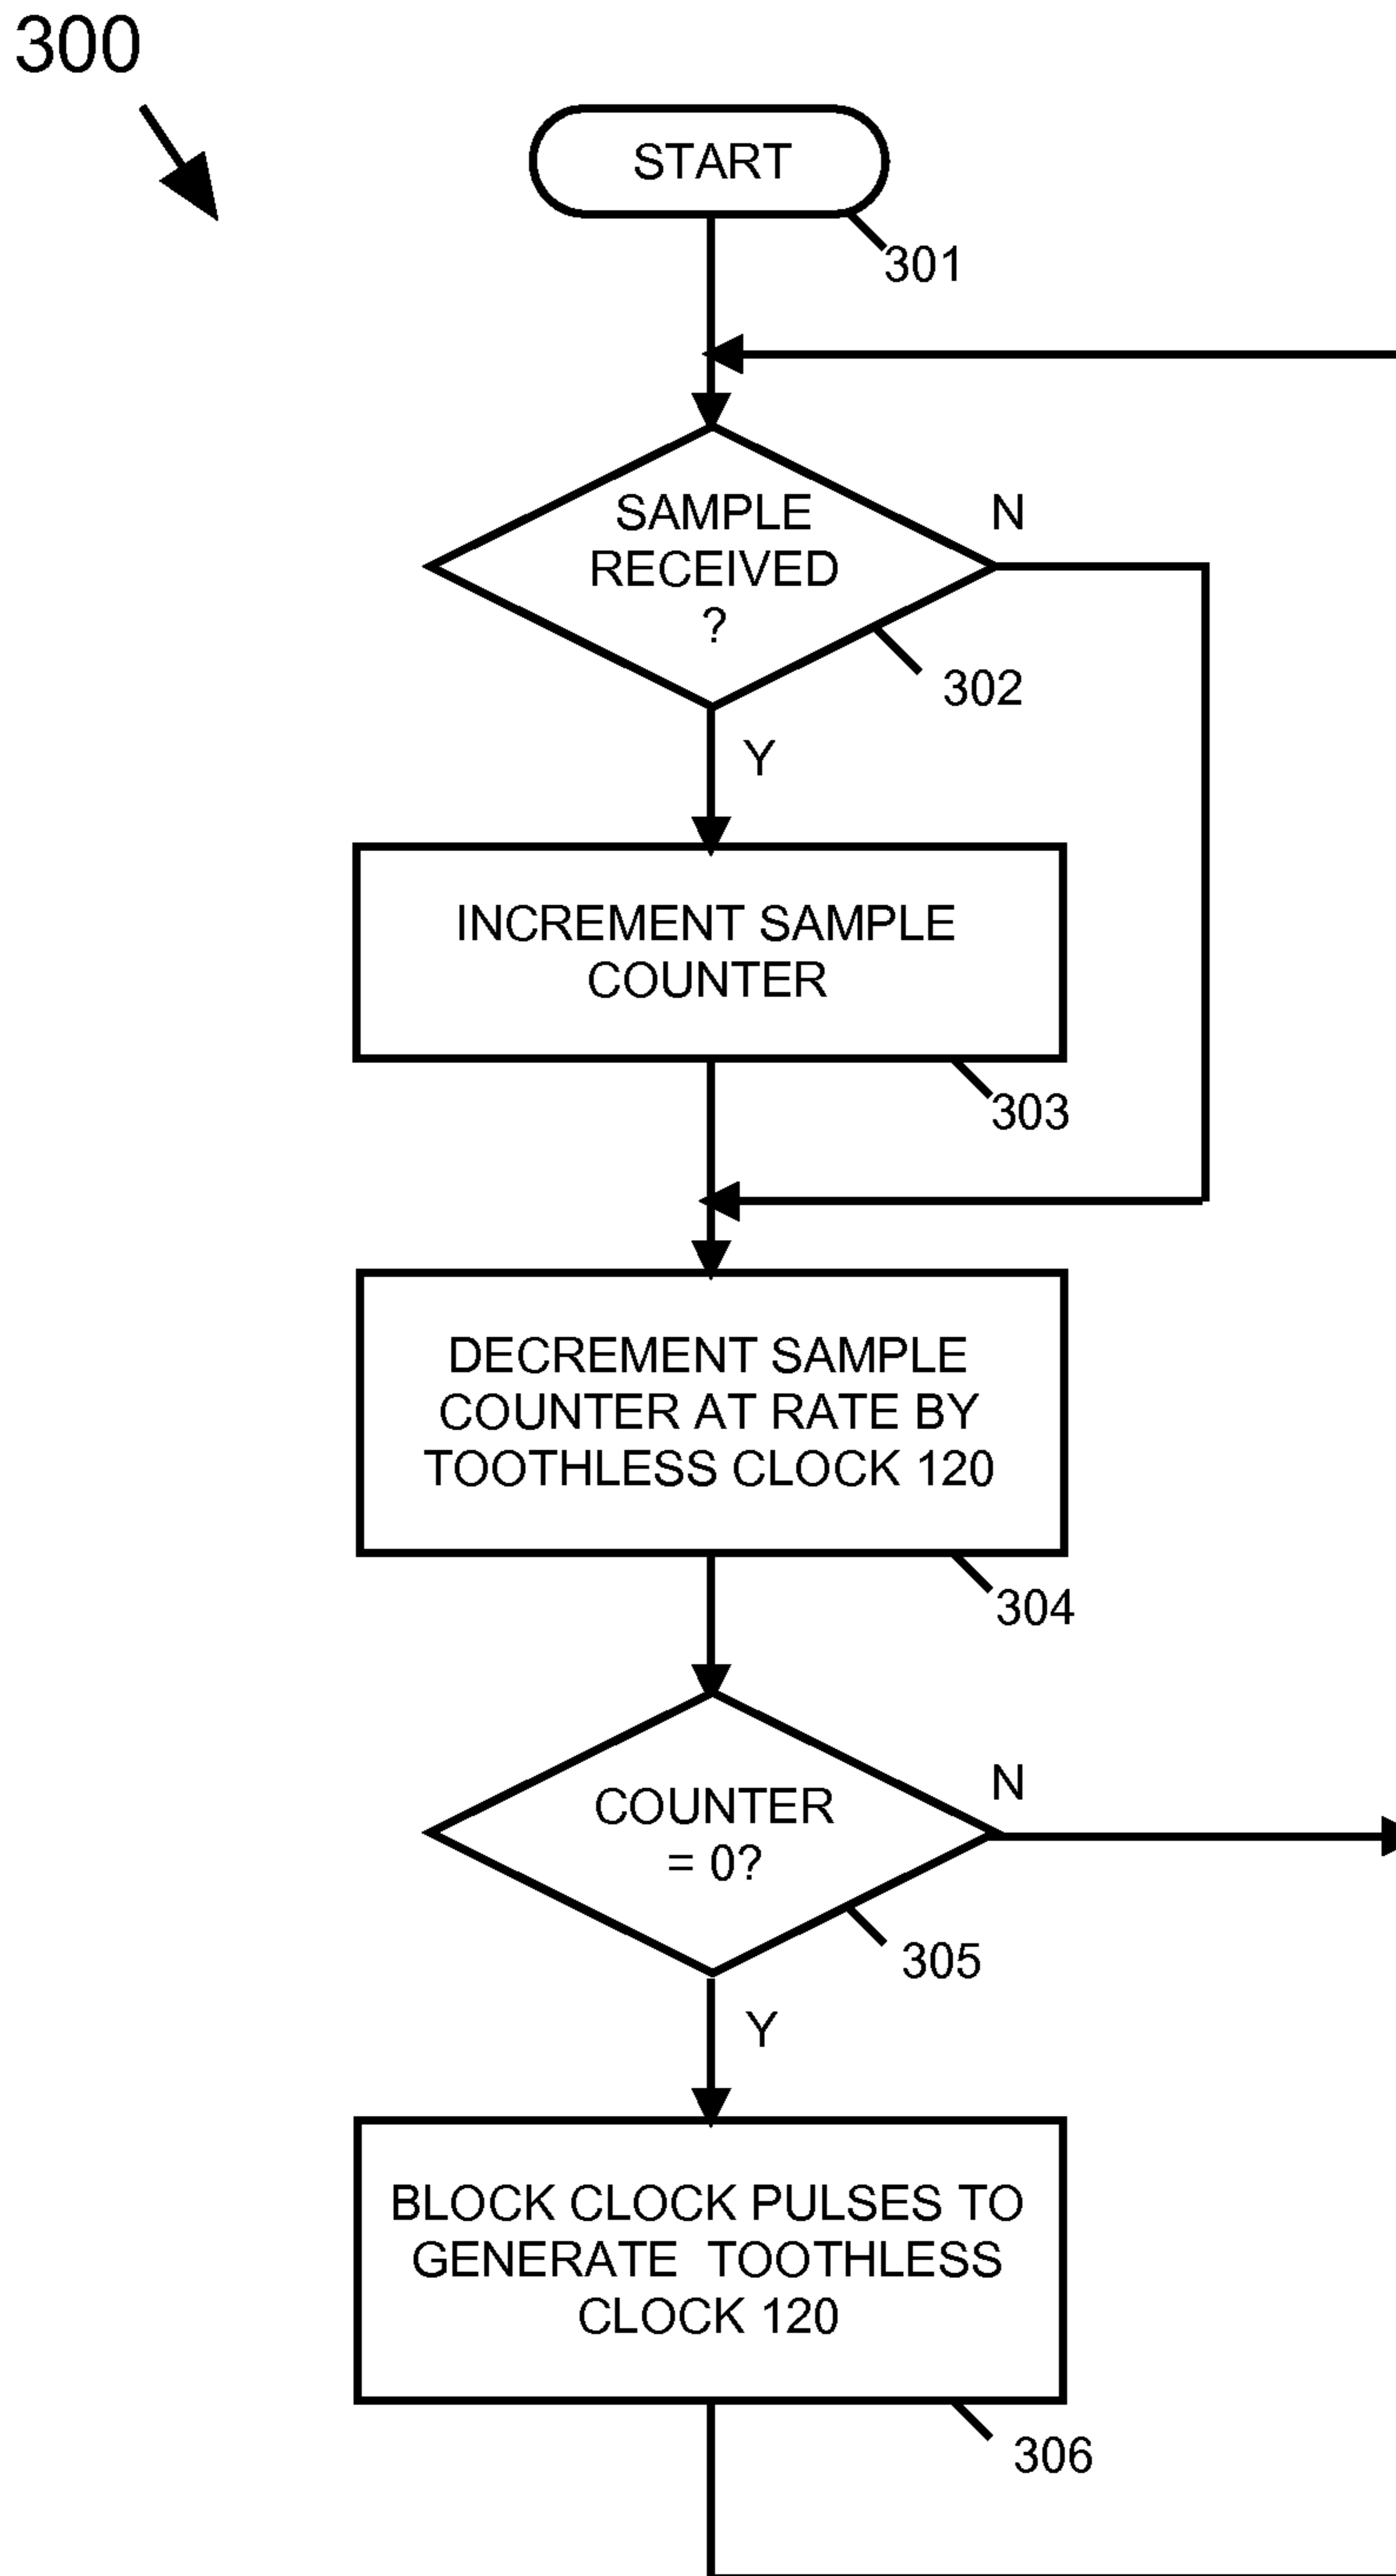 300
START
301
SAMPLE
RECEIVED
?
N
302
Y
INCREMENT SAMPLE
COUNTER
303
DECREMENT SAMPLE
COUNTER AT RATE BY
TOOTHLESS CLOCK 120
304
COUNTER
= 0?
N
305
Y
BLOCK CLOCK PULSES TO
GENERATE TOOTHLESS
CLOCK 120
306